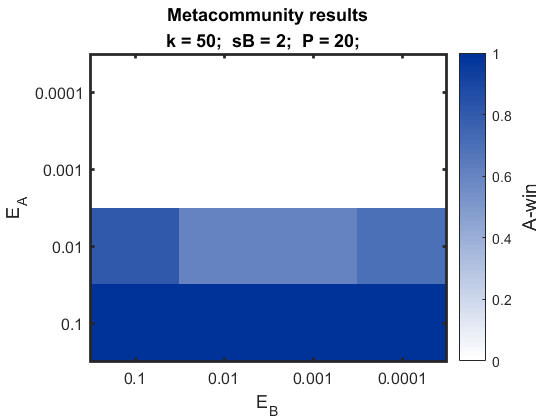 Metacommunity results
k = 50;  sB = 2;  P = 20;
1
0.0001
0.8
0.001
0.6
E_A
A-win
0.01
0.4
0.2
0.1
0
0.1 0.01 0.001 0.0001
E_B